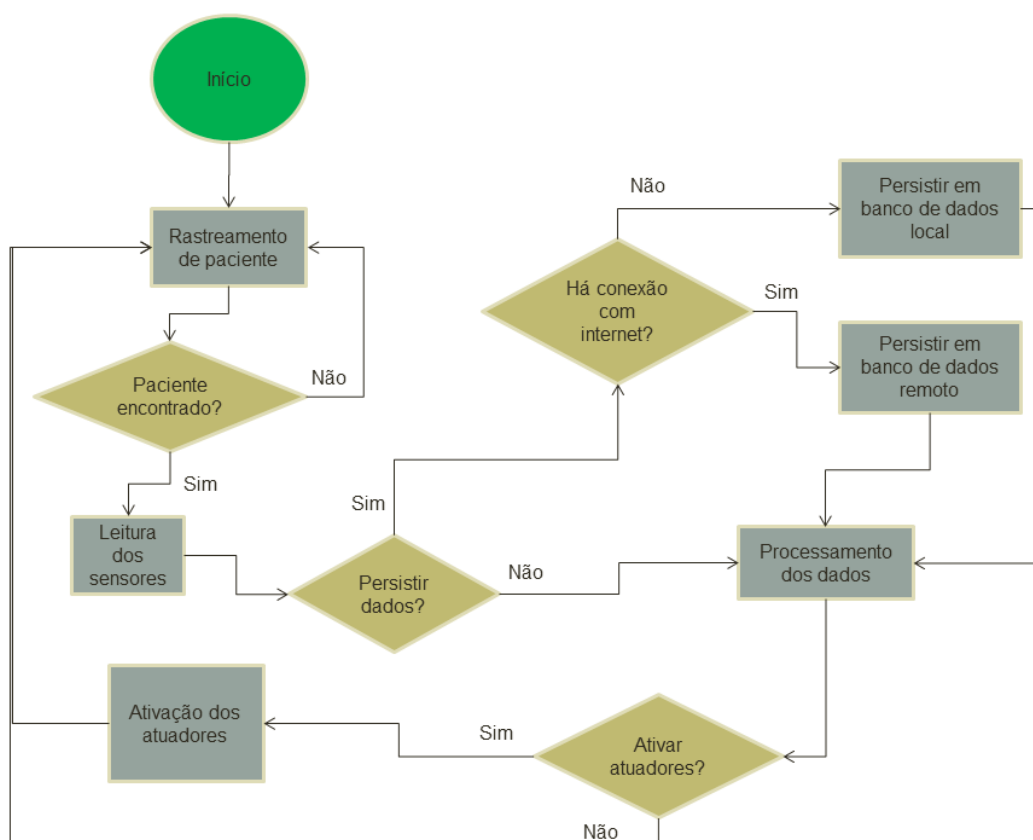 Início
Rastreamento
de paciente
Paciente
encontrado?
Não
Sim
Leitura
dos
sensores
Persistir
dados?
Sim
Não
Há conexão
com
internet?
Não
Sim
Persistir em
banco de dados
local
Persistir em
banco de dados
remoto
Processamento
dos dados
Ativar
atuadores?
Sim
Não
Ativação dos
atuadores